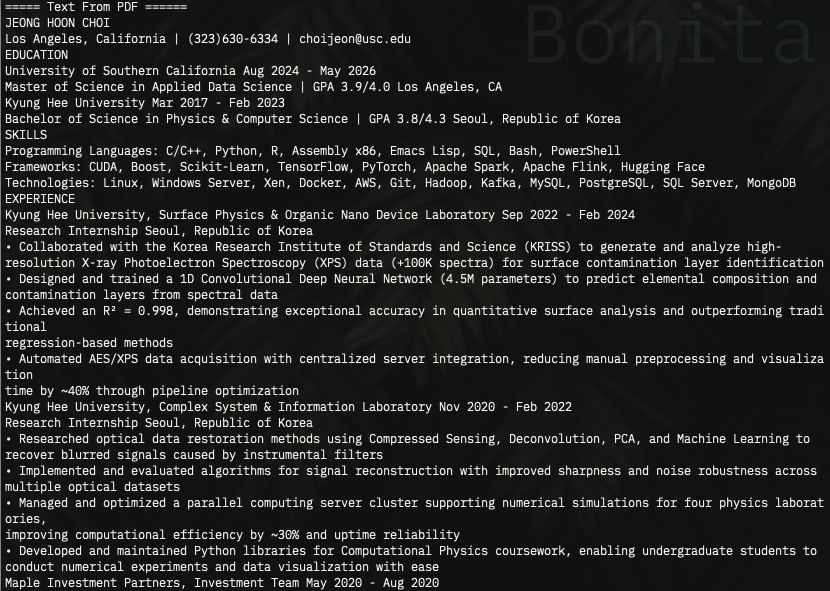 Bonita
===== Text From PDF ======
JEONG HOON CHOI
Los Angeles, California | (323)630-6334 | choijeon@usc.edu
EDUCATION
University of Southern California Aug 2024 - May 2026
Master of Science in Applied Data Science | GPA 3.9/4.0 Los Angeles, CA
Kyung Hee University Mar 2017 - Feb 2023
Bachelor of Science in Physics & Computer Science | GPA 3.8/4.3 Seoul, Republic of Korea
SKILLS
Programming Languages: C/C++, Python, R, Assembly x86, Emacs Lisp, SQL, Bash, PowerShell
Frameworks: CUDA, Boost, Scikit-Learn, TensorFlow, PyTorch, Apache Spark, Apache Flink, Hugging Face
Technologies: Linux, Windows Server, Xen, Docker, AWS, Git, Hadoop, Kafka, MySQL, PostgreSQL, SQL Server, MongoDB
EXPERIENCE
Kyung Hee University, Surface Physics & Organic Nano Device Laboratory Sep 2022 - Feb 2024
Research Internship Seoul, Republic of Korea
• Collaborated with the Korea Research Institute of Standards and Science (KRISS) to generate and analyze high-
resolution X-ray Photoelectron Spectroscopy (XPS) data (+100K spectra) for surface contamination layer identification
• Designed and trained a 1D Convolutional Deep Neural Network (4.5M parameters) to predict elemental composition and
contamination layers from spectral data
• Achieved an R² = 0.998, demonstrating exceptional accuracy in quantitative surface analysis and outperforming tradi
tional
regression-based methods
• Automated AES/XPS data acquisition with centralized server integration, reducing manual preprocessing and visualiza
tion
time by ~40% through pipeline optimization
Kyung Hee University, Complex System & Information Laboratory Nov 2020 - Feb 2022
Research Internship Seoul, Republic of Korea
• Researched optical data restoration methods using Compressed Sensing, Deconvolution, PCA, and Machine Learning to
recover blurred signals caused by instrumental filters
• Implemented and evaluated algorithms for signal reconstruction with improved sharpness and noise robustness across
multiple optical datasets
• Managed and optimized a parallel computing server cluster supporting numerical simulations for four physics laborat
ories,
improving computational efficiency by ~30% and uptime reliability
• Developed and maintained Python libraries for Computational Physics coursework, enabling undergraduate students to
conduct numerical experiments and data visualization with ease
Maple Investment Partners, Investment Team May 2020 - Aug 2020